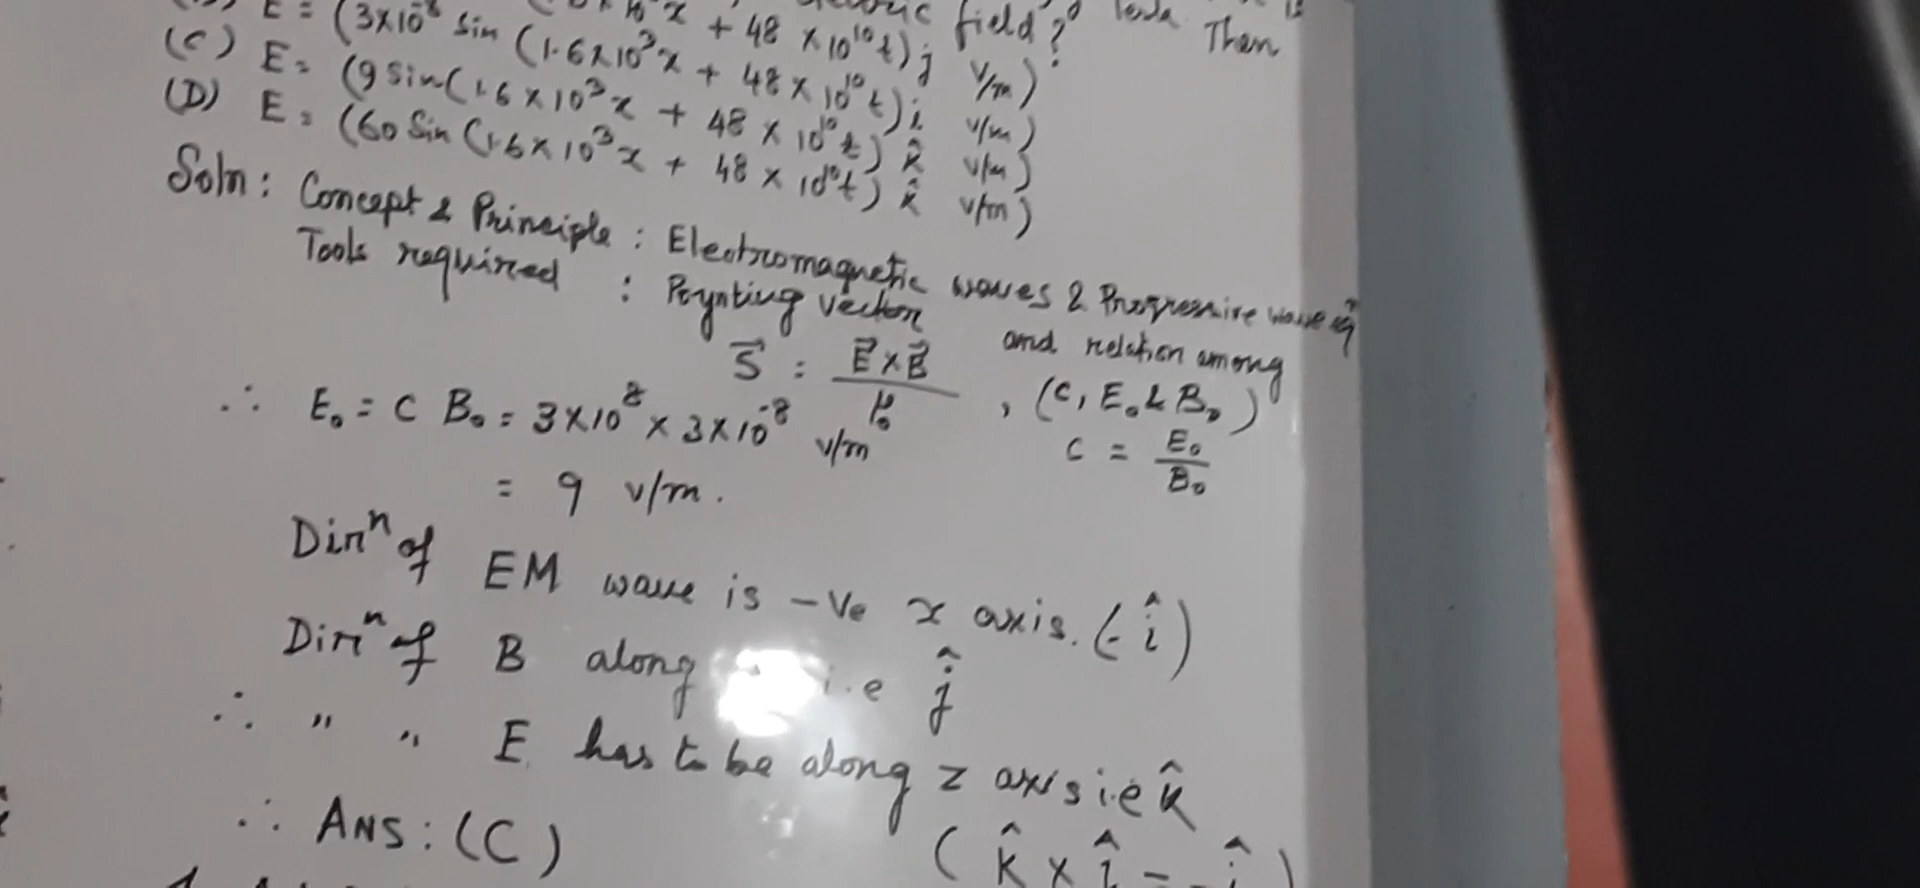 field? Then
E = (3×10⁻⁸ sin (1.6×10³x + 48×10¹⁰t) j V/m)
(C) E = (9 sin(1.6×10³x + 48×10¹⁰t) k̂ v/m)
(D) E = (60 Sin (1.6×10³x + 48×10¹⁰t) k̂ v/m)
Soln: Concept & Principle : Electromagnetic waves & Progressive wave eqⁿ
Tools required : Poynting vector and relation among
S⃗ = E⃗×B⃗ / μ₀ , (C, E₀ & B₀)
∴ E₀ = C B₀ = 3×10⁸ × 3×10⁻⁸ v/m C = E₀/B₀
= 9 v/m.
Dirⁿ of EM wave is -ve x axis. (-î)
Dirⁿ of B along i.e ĵ
∴ " " E has to be along z axis i.e k̂
∴ ANS: (C) (k̂ ×